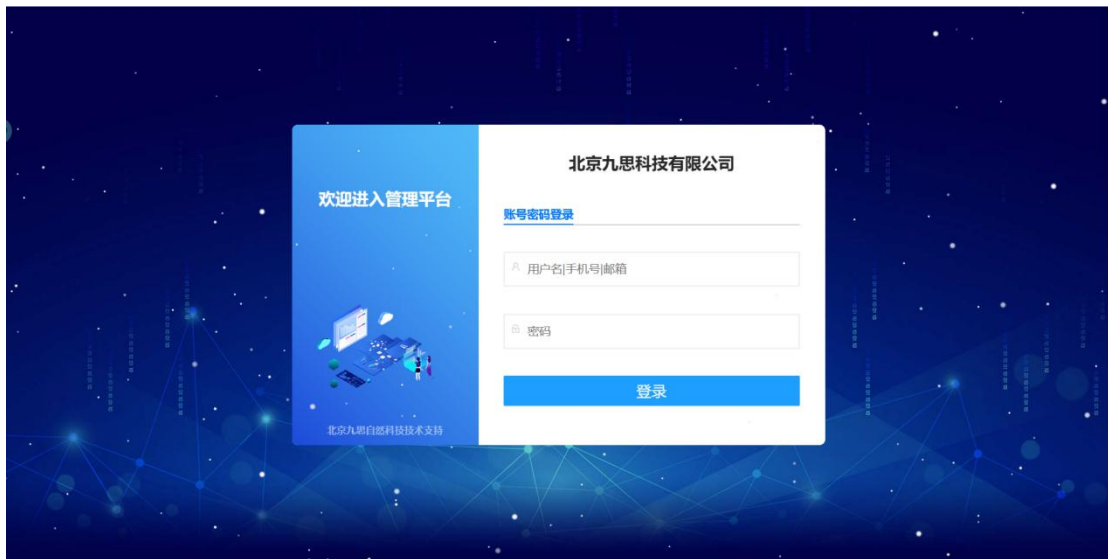 欢迎进入管理平台
北京九思自然科技技术支持
北京九思科技有限公司
账号密码登录
用户名|手机号|邮箱
密码
登录